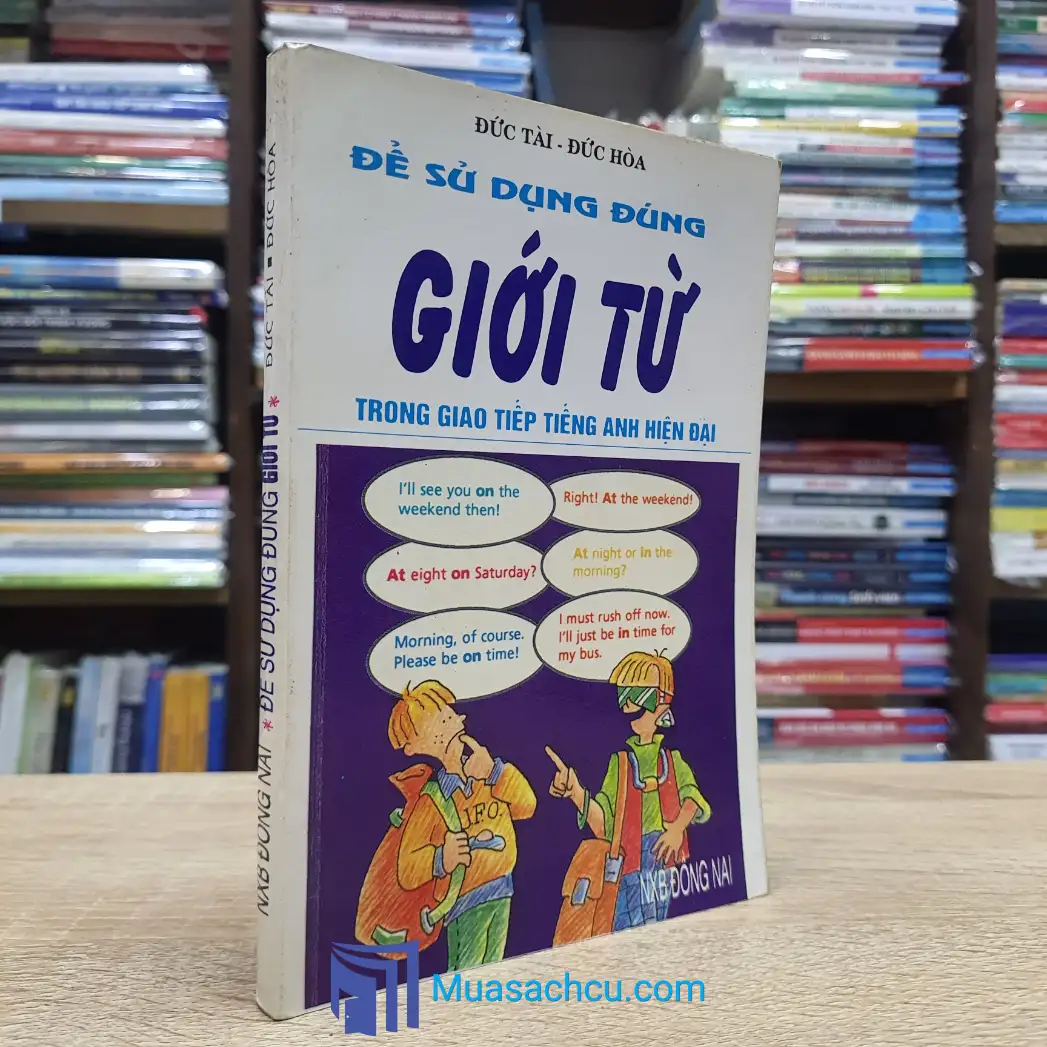 ĐỨC TÀI - ĐỨC HÒA
ĐỂ SỬ DỤNG ĐÚNG
GIỚI TỪ
TRONG GIAO TIẾP TIẾNG ANH HIỆN ĐẠI
I'll see you on the
weekend then!
Right! At the weekend!
At eight on Saturday?
At night or in the
morning?
Morning, of course.
Please be on time!
I must rush off now.
I'll just be in time for
my bus.
I.F.O.
NXB ĐỒNG NAI
NXB ĐỒNG NAI * ĐỂ SỬ DỤNG ĐÚNG GIỚI TỪ * ĐỨC TÀI ■ ĐỨC HÒA
Muasachcu.com